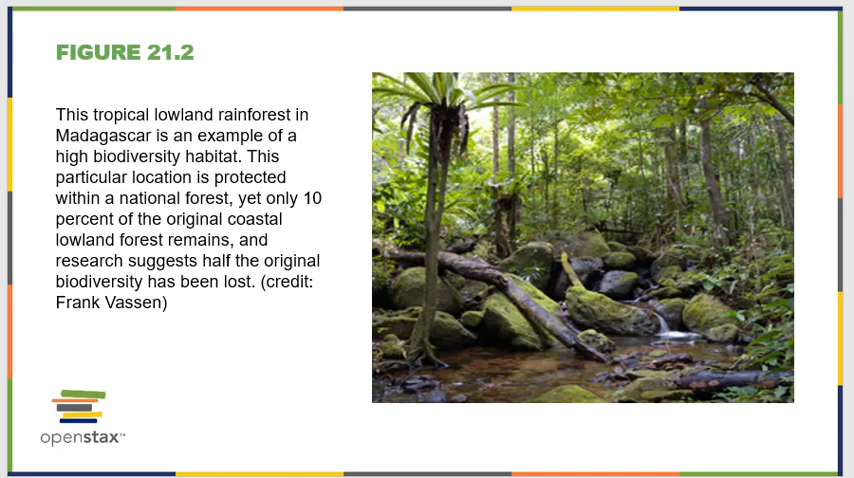 FIGURE 21.2
This tropical lowland rainforest in
Madagascar is an example of a
high biodiversity habitat. This
particular location is protected
within a national forest, yet only 10
percent of the original coastal
lowland forest remains, and
research suggests half the original
biodiversity has been lost. (credit:
Frank Vassen)
openstax™